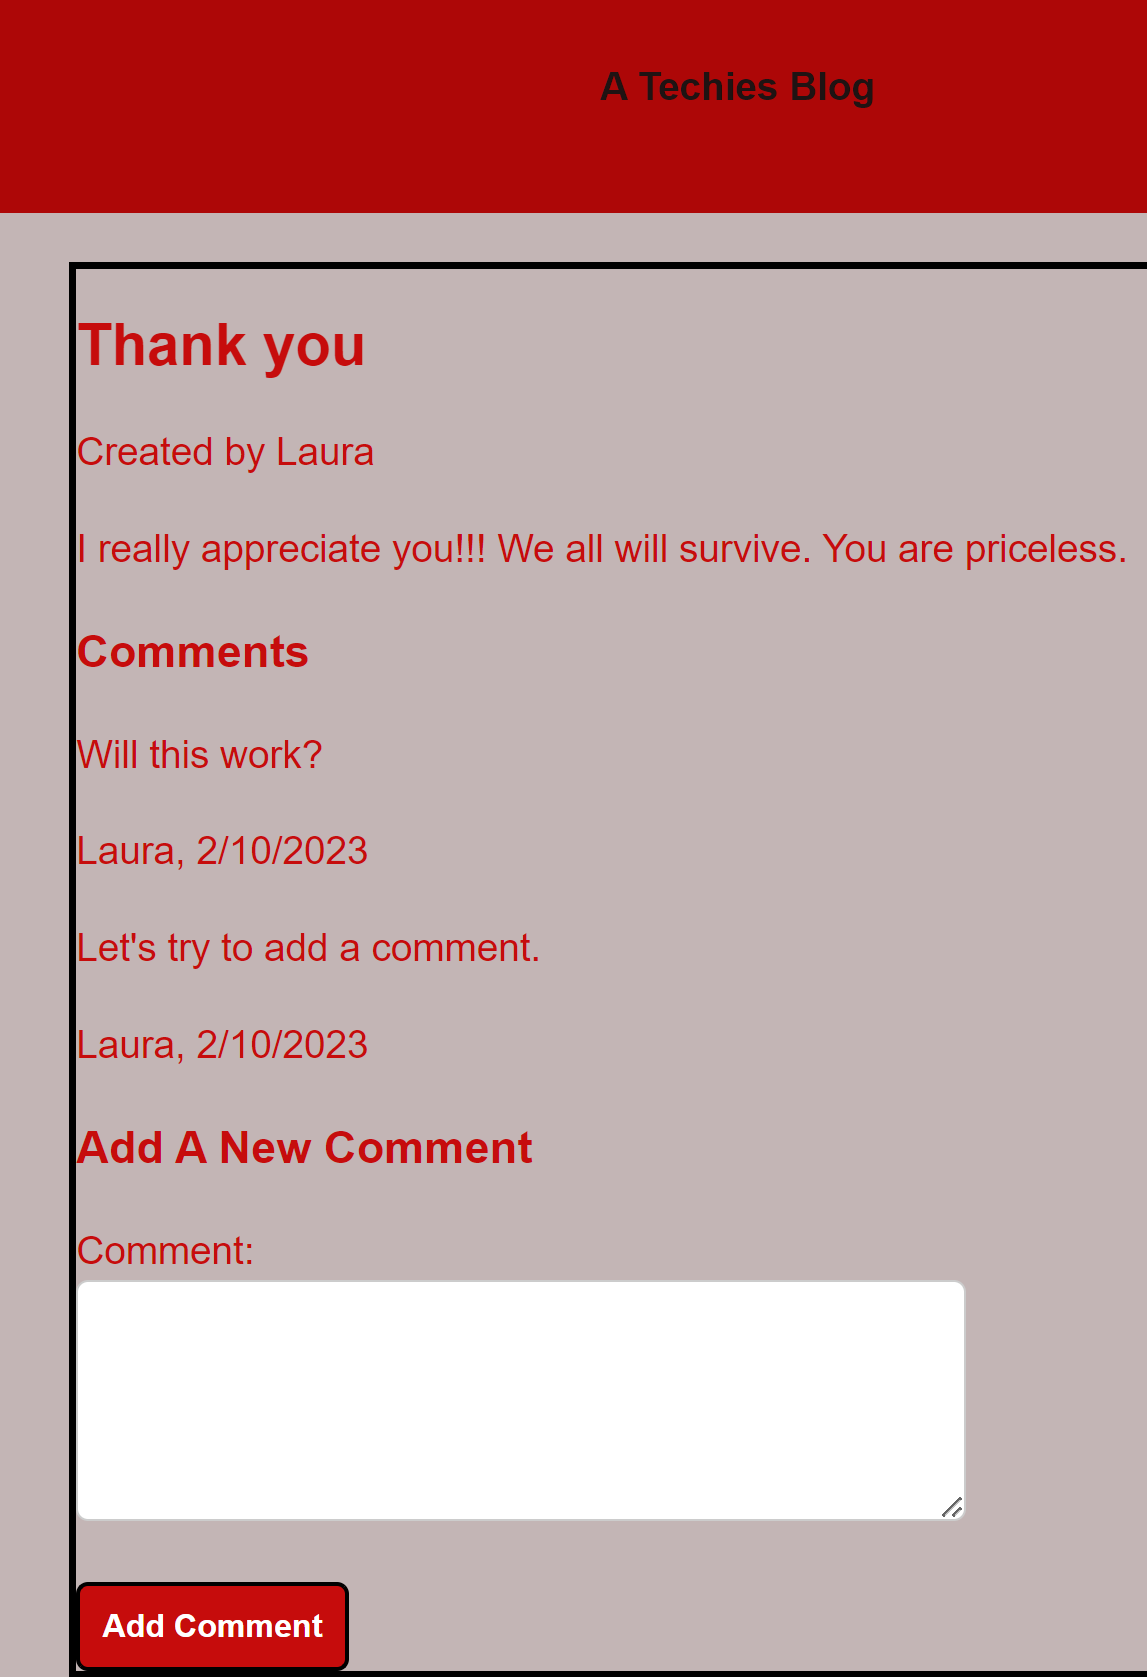 A Techies Blog
Thank you
Created by Laura
I really appreciate you!!! We all will survive. You are priceless.
Comments
Will this work?
Laura, 2/10/2023
Let's try to add a comment.
Laura, 2/10/2023
Add A New Comment
Comment:
Add Comment